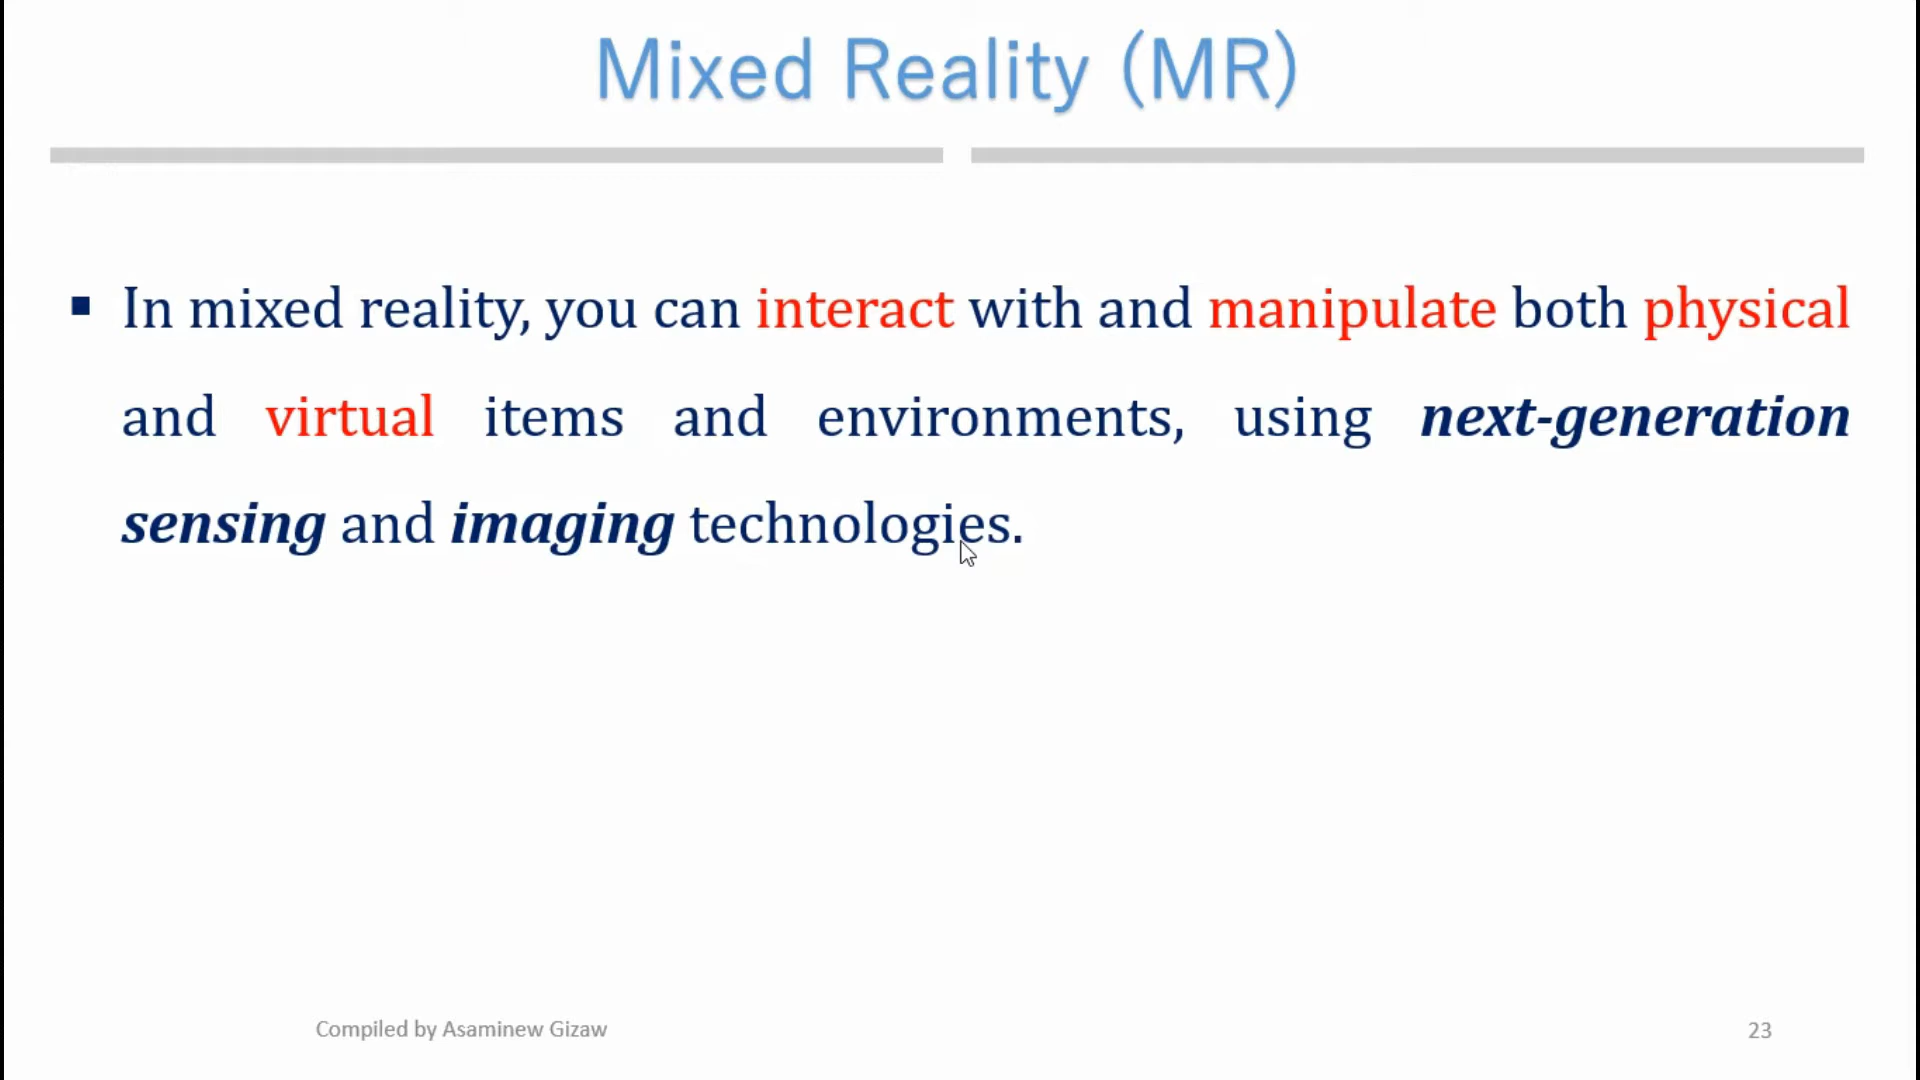 Mixed Reality (MR)
▪ In mixed reality, you can interact with and manipulate both physical
and virtual items and environments, using next-generation
sensing and imaging technologies.
Compiled by Asaminew Gizaw
23